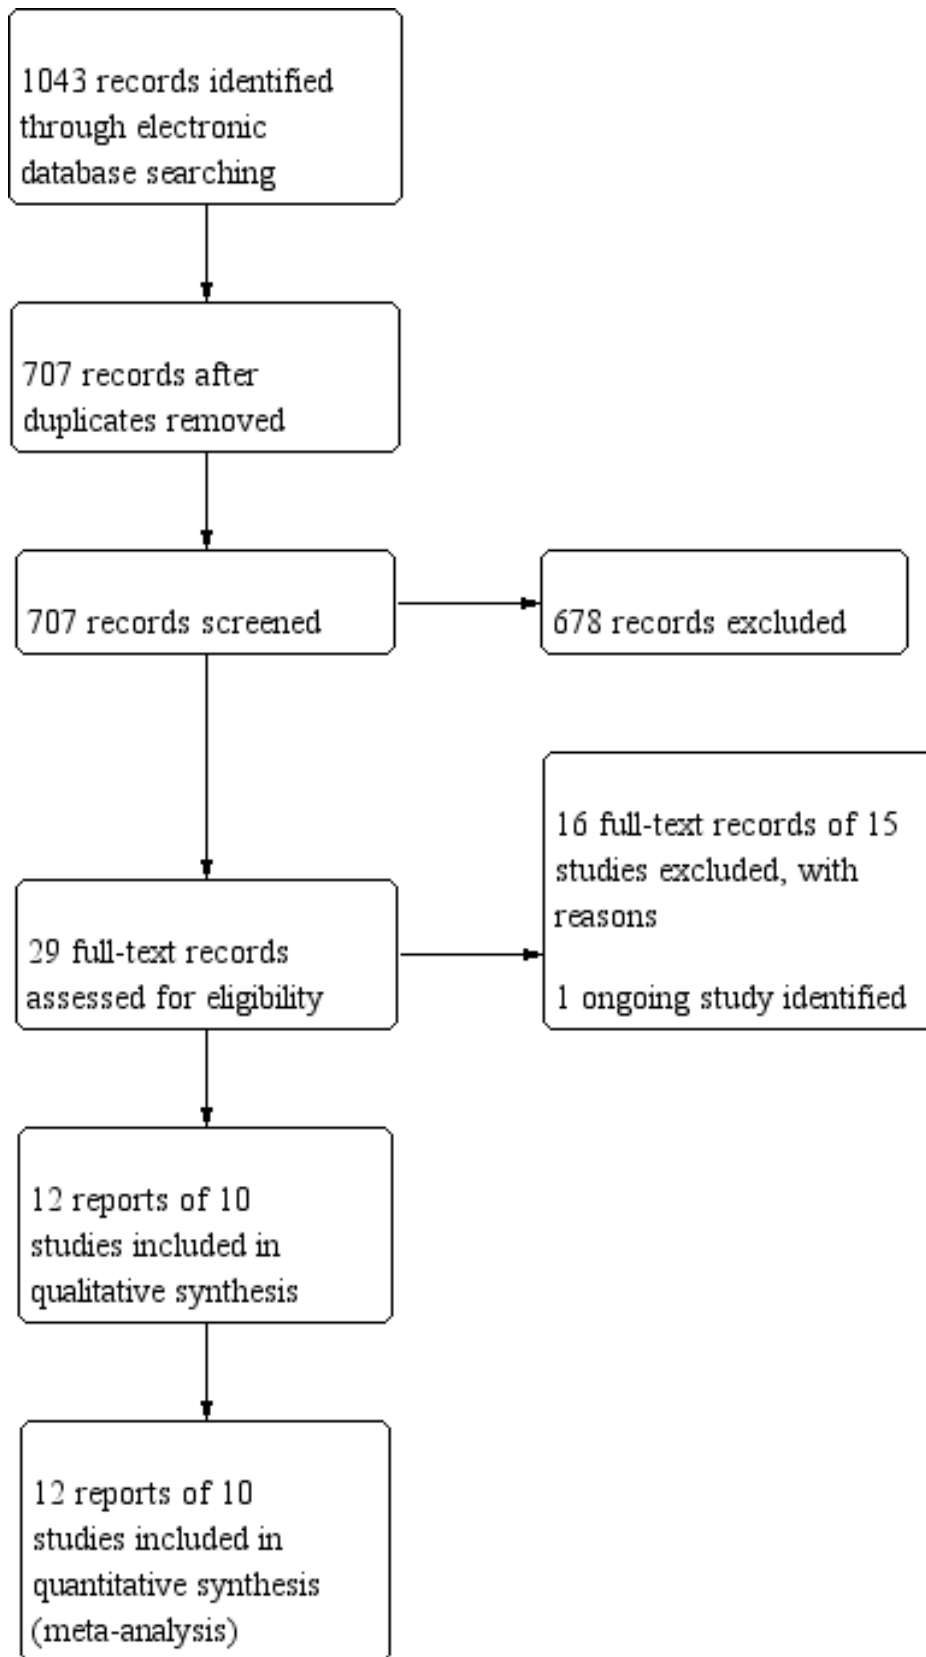 1043 records identified
through electronic
database searching
707 records after
duplicates removed
707 records screened
678 records excluded
16 full-text records of 15
studies excluded, with
reasons
1 ongoing study identified
29 full-text records
assessed for eligibility
12 reports of 10
studies included in
qualitative synthesis
12 reports of 10
studies included in
quantitative synthesis
(meta-analysis)